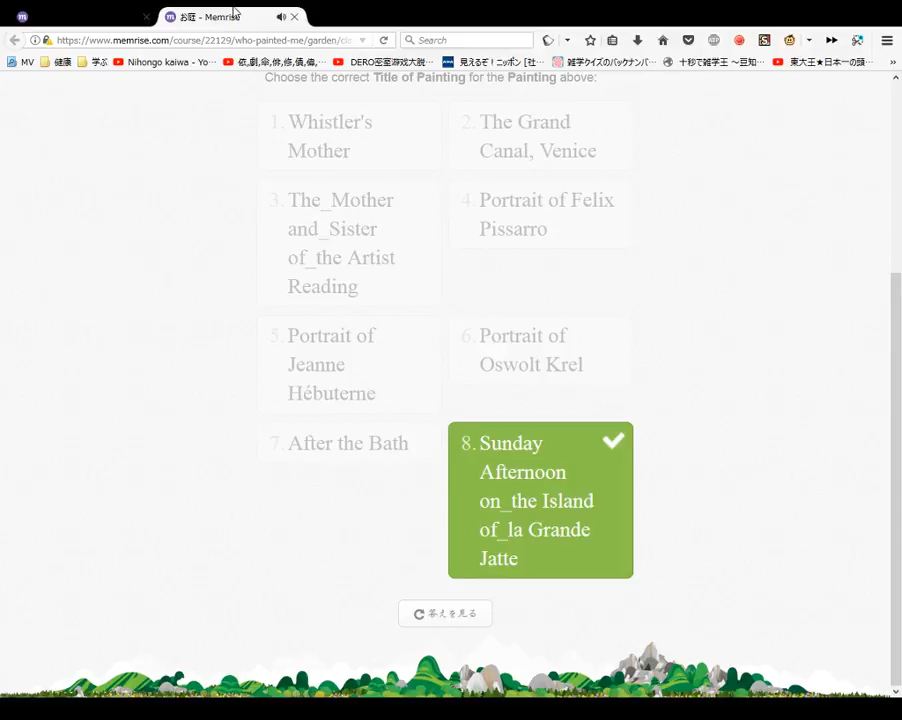 お庭 - Memrise
https://www.memrise.com/course/22129/who-painted-me/garden/cl
Search
MV
健康
学ぶ
Nihongo kaiwa - Yo...
DERO密室游戏大脱...
見えるぞ！ニッポン [社...
雑学クイズのバックナンバ...
十秒で雑学王 ～豆知...
東大王★日本一の頭...
Choose the correct Title of Painting for the Painting above:
1. Whistler's
Mother
2. The Grand
Canal, Venice
3. The_Mother
and_Sister
of_the Artist
Reading
4. Portrait of Felix
Pissarro
5. Portrait of
Jeanne
Hébuterne
6. Portrait of
Oswolt Krel
7. After the Bath
8. Sunday
Afternoon
on_the Island
of_la Grande
Jatte
答えを見る